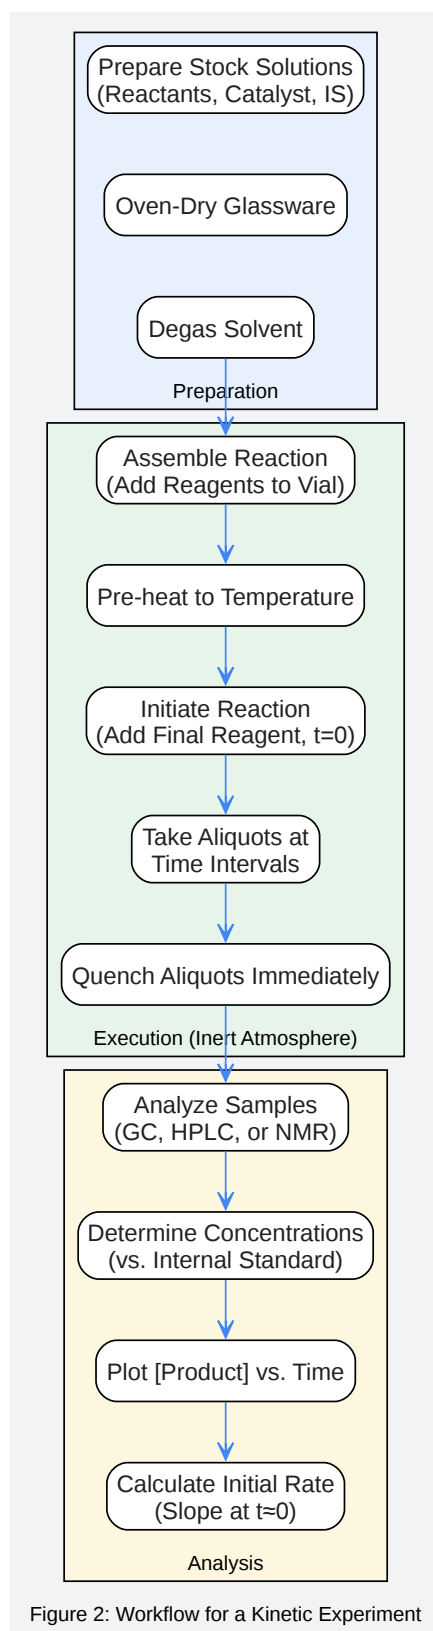 Prepare Stock Solutions
(Reactants, Catalyst, IS)
Oven-Dry Glassware
Degas Solvent
Preparation
Assemble Reaction
(Add Reagents to Vial)
Pre-heat to Temperature
Initiate Reaction
(Add Final Reagent, t=0)
Take Aliquots at
Time Intervals
Quench Aliquots Immediately
Execution (Inert Atmosphere)
Analyze Samples
(GC, HPLC, or NMR)
Determine Concentrations
(vs. Internal Standard)
Plot [Product] vs. Time
Calculate Initial Rate
(Slope at t≈0)
Analysis
Figure 2: Workflow for a Kinetic Experiment